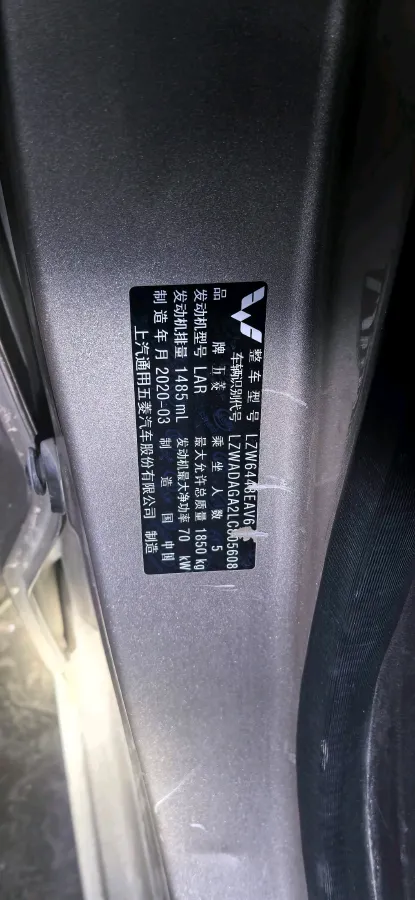 整车型号 LZW6448EAV6
车辆识别代号 LZWADAGA2LC805608
品牌 五菱 乘坐人数 5
发动机型号 LAR 最大允许总质量 1850 kg
发动机排量 1485 mL 发动机最大净功率 70 kW
制造年月 2020-03 制造国 中国
上汽通用五菱汽车股份有限公司 制造